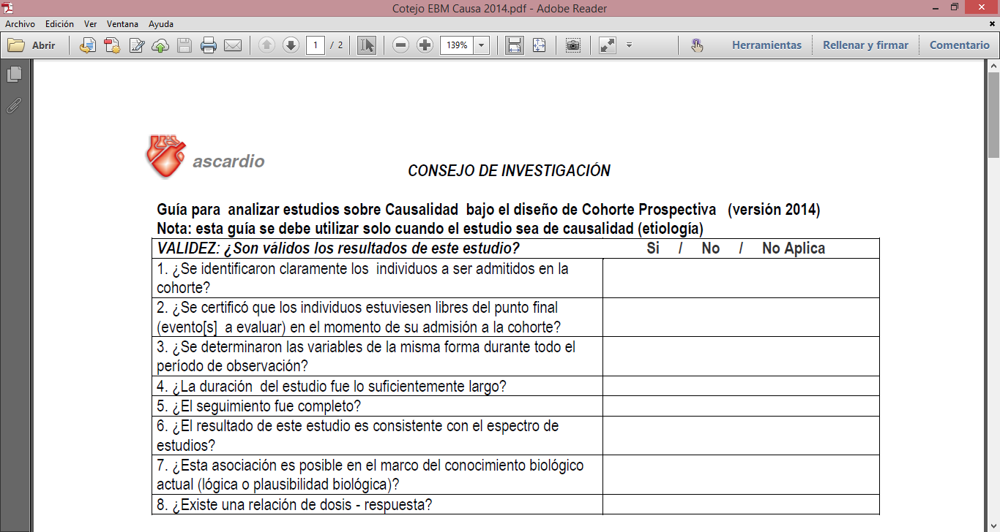 Cotejo EBM Causa 2014.pdf - Adobe Reader
Archivo Edición Ver Ventana Ayuda
Abrir 1 / 2 139% Herramientas Rellenar y firmar Comentario
ascardio
CONSEJO DE INVESTIGACIÓN
Guía para analizar estudios sobre Causalidad bajo el diseño de Cohorte Prospectiva (versión 2014)
Nota: esta guía se debe utilizar solo cuando el estudio sea de causalidad (etiología)
VALIDEZ: ¿Son válidos los resultados de este estudio? Si / No / No Aplica
1. ¿Se identificaron claramente los individuos a ser admitidos en la
cohorte?
2. ¿Se certificó que los individuos estuviesen libres del punto final
(evento[s] a evaluar) en el momento de su admisión a la cohorte?
3. ¿Se determinaron las variables de la misma forma durante todo el
período de observación?
4. ¿La duración del estudio fue lo suficientemente largo?
5. ¿El seguimiento fue completo?
6. ¿El resultado de este estudio es consistente con el espectro de
estudios?
7. ¿Esta asociación es posible en el marco del conocimiento biológico
actual (lógica o plausibilidad biológica)?
8. ¿Existe una relación de dosis - respuesta?